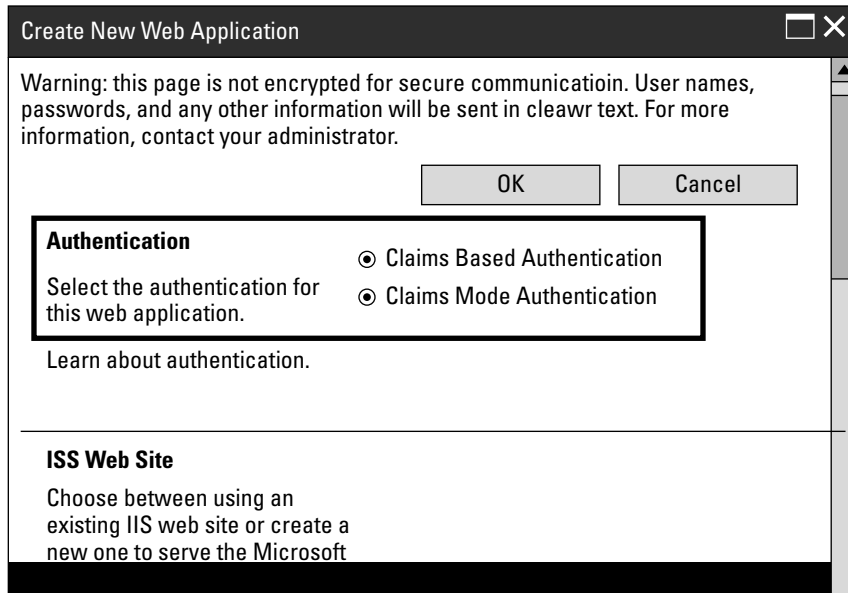 Create New Web Application
Warning: this page is not encrypted for secure communicatioin. User names,
passwords, and any other information will be sent in cleawr text. For more
information, contact your administrator.
OK
Cancel
Authentication
Select the authentication for
this web application.
Claims Based Authentication
Claims Mode Authentication
Learn about authentication.
ISS Web Site
Choose between using an
existing IIS web site or create a
new one to serve the Microsoft